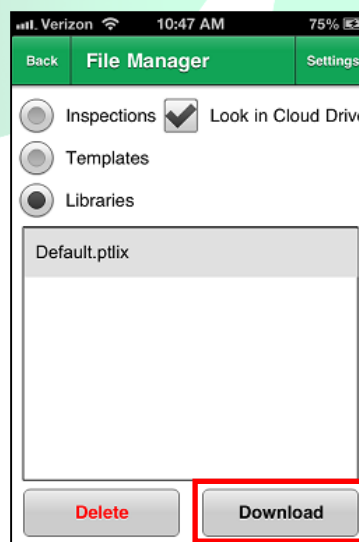 Verizon 10:47 AM 75%
Back File Manager Settings
Inspections Look in Cloud Drive
Templates
Libraries
Default.ptlix
Delete Download